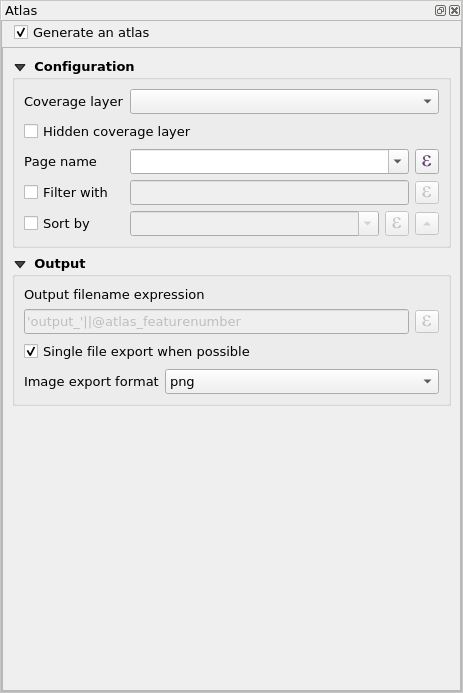 Atlas
Generate an atlas
Configuration
Coverage layer
Hidden coverage layer
Page name ε
Filter with ε
Sort by ε
Output
Output filename expression
'output_'||@atlas_featurenumber ε
Single file export when possible
Image export format png